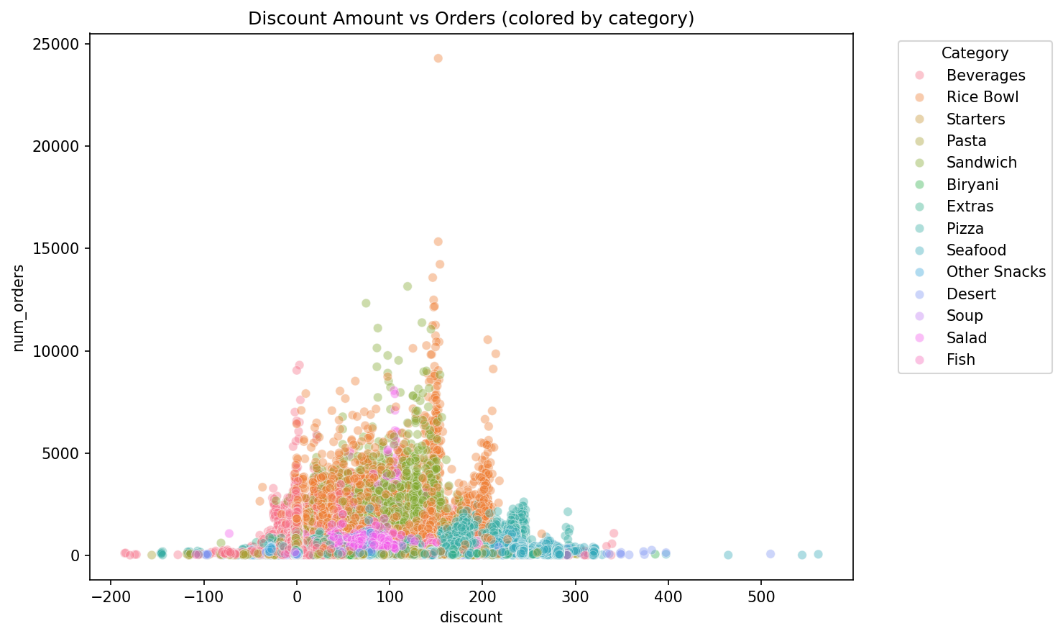 Discount Amount vs Orders (colored by category)
25000
20000
15000
10000
5000
0
num_orders
−200 −100 0 100 200 300 400 500
discount
Category
Beverages
Rice Bowl
Starters
Pasta
Sandwich
Biryani
Extras
Pizza
Seafood
Other Snacks
Desert
Soup
Salad
Fish